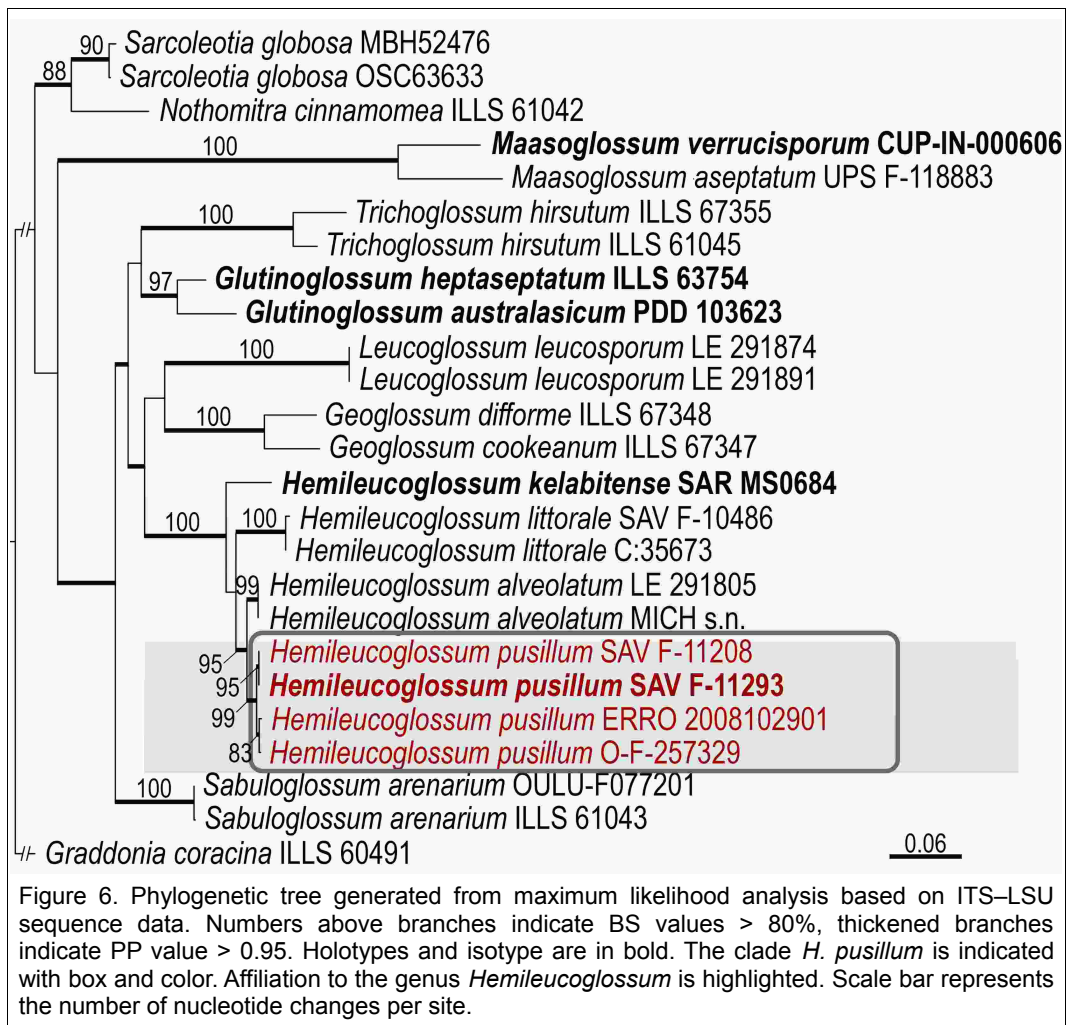 90 Sarcoleotia globosa MBH52476
88 Sarcoleotia globosa OSC63633
Nothomitra cinnamomea ILLS 61042
100 Maasoglossum verrucisporum CUP-IN-000606
Maasoglossum aseptatum UPS F-118883
100 Trichoglossum hirsutum ILLS 67355
Trichoglossum hirsutum ILLS 61045
97 Glutinoglossum heptaseptatum ILLS 63754
Glutinoglossum australasicum PDD 103623
100 Leucoglossum leucosporum LE 291874
Leucoglossum leucosporum LE 291891
100 Geoglossum difforme ILLS 67348
Geoglossum cookeanum ILLS 67347
Hemileucoglossum kelabitense SAR MS0684
100 100 Hemileucoglossum littorale SAV F-10486
Hemileucoglossum littorale C:35673
99 Hemileucoglossum alveolatum LE 291805
Hemileucoglossum alveolatum MICH s.n.
95 Hemileucoglossum pusillum SAV F-11208
95 Hemileucoglossum pusillum SAV F-11293
99 Hemileucoglossum pusillum ERRO 2008102901
83 Hemileucoglossum pusillum O-F-257329
100 Sabuloglossum arenarium OULU-F077201
Sabuloglossum arenarium ILLS 61043
0.06
Graddonia coracina ILLS 60491
Figure 6. Phylogenetic tree generated from maximum likelihood analysis based on ITS–LSU
sequence data. Numbers above branches indicate BS values > 80%, thickened branches
indicate PP value > 0.95. Holotypes and isotype are in bold. The clade H. pusillum is indicated
with box and color. Affiliation to the genus Hemileucoglossum is highlighted. Scale bar represents
the number of nucleotide changes per site.